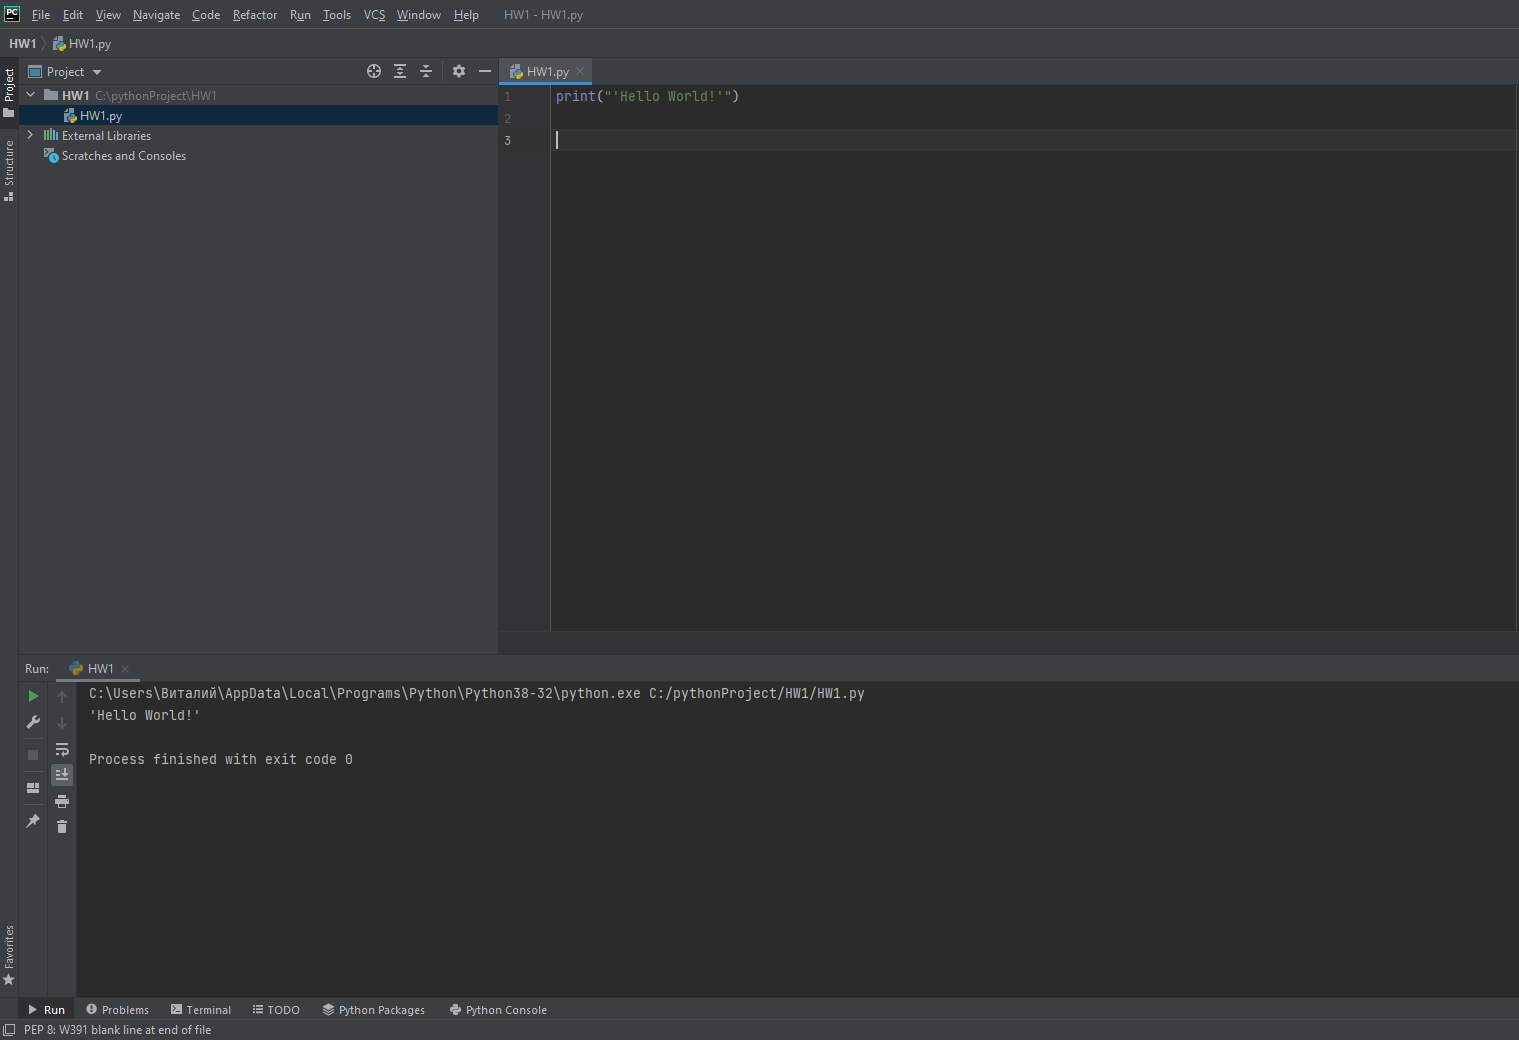 PC File Edit View Navigate Code Refactor Run Tools VCS Window Help HW1 - HW1.py
HW1 HW1.py
Project
Project
HW1 C:\pythonProject\HW1
HW1.py
External Libraries
Scratches and Consoles
Structure
HW1.py
1 print("'Hello World!'")
2
3
Run: HW1
C:\Users\Виталий\AppData\Local\Programs\Python\Python38-32\python.exe C:/pythonProject/HW1/HW1.py
'Hello World!'
Process finished with exit code 0
Favorites
Run Problems Terminal TODO Python Packages Python Console
PEP 8: W391 blank line at end of file